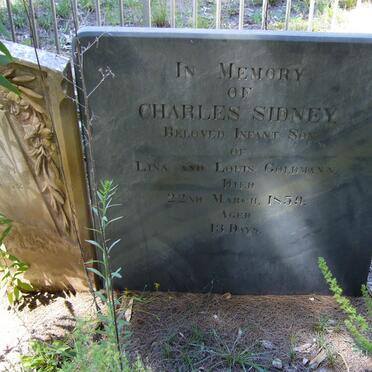 In Memory
of
CHARLES SIDNEY
Beloved Infant Son
of
Lina and Louis Goldmann.
Died
22nd March, 1859.
Aged
13 Days.